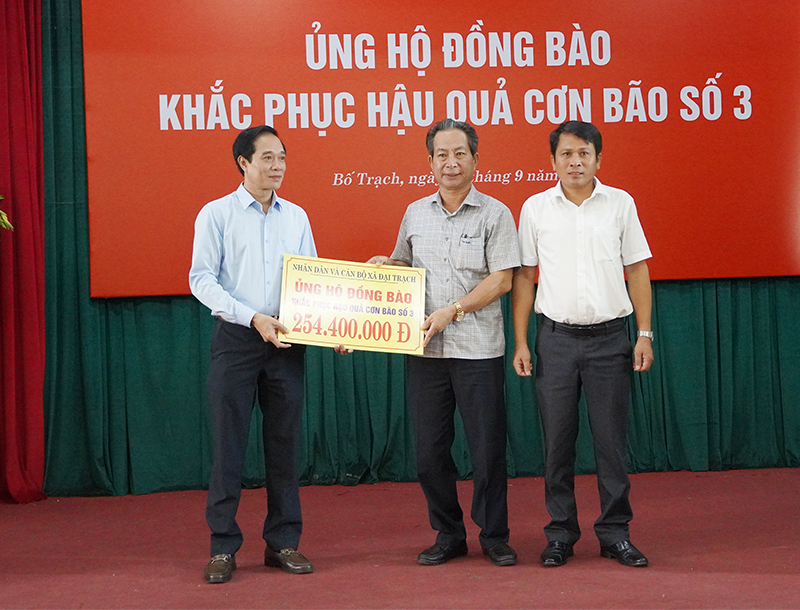 ỦNG HỘ ĐỒNG BÀO
KHẮC PHỤC HẬU QUẢ CƠN BÃO SỐ 3
Bố Trạch, tháng 9 năm
NHÂN DÂN VÀ CÁN BỘ XÃ ĐẠI TRẠCH
ỦNG HỘ ĐỒNG BÀO
KHẮC PHỤC HẬU QUẢ CƠN BÃO SỐ 3
254.400.000 Đ